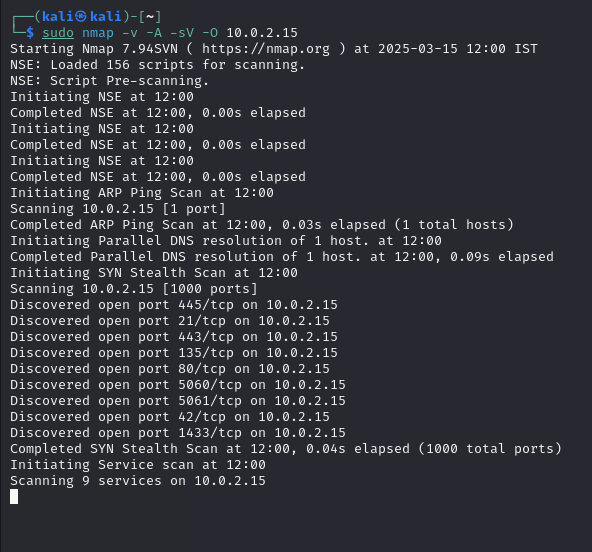 ┌──(kali㉿kali)-[~]
└─$ sudo nmap -v -A -sV -O 10.0.2.15
Starting Nmap 7.94SVN ( https://nmap.org ) at 2025-03-15 12:00 IST
NSE: Loaded 156 scripts for scanning.
NSE: Script Pre-scanning.
Initiating NSE at 12:00
Completed NSE at 12:00, 0.00s elapsed
Initiating NSE at 12:00
Completed NSE at 12:00, 0.00s elapsed
Initiating NSE at 12:00
Completed NSE at 12:00, 0.00s elapsed
Initiating ARP Ping Scan at 12:00
Scanning 10.0.2.15 [1 port]
Completed ARP Ping Scan at 12:00, 0.03s elapsed (1 total hosts)
Initiating Parallel DNS resolution of 1 host. at 12:00
Completed Parallel DNS resolution of 1 host. at 12:00, 0.09s elapsed
Initiating SYN Stealth Scan at 12:00
Scanning 10.0.2.15 [1000 ports]
Discovered open port 445/tcp on 10.0.2.15
Discovered open port 21/tcp on 10.0.2.15
Discovered open port 443/tcp on 10.0.2.15
Discovered open port 135/tcp on 10.0.2.15
Discovered open port 80/tcp on 10.0.2.15
Discovered open port 5060/tcp on 10.0.2.15
Discovered open port 5061/tcp on 10.0.2.15
Discovered open port 42/tcp on 10.0.2.15
Discovered open port 1433/tcp on 10.0.2.15
Completed SYN Stealth Scan at 12:00, 0.04s elapsed (1000 total ports)
Initiating Service scan at 12:00
Scanning 9 services on 10.0.2.15